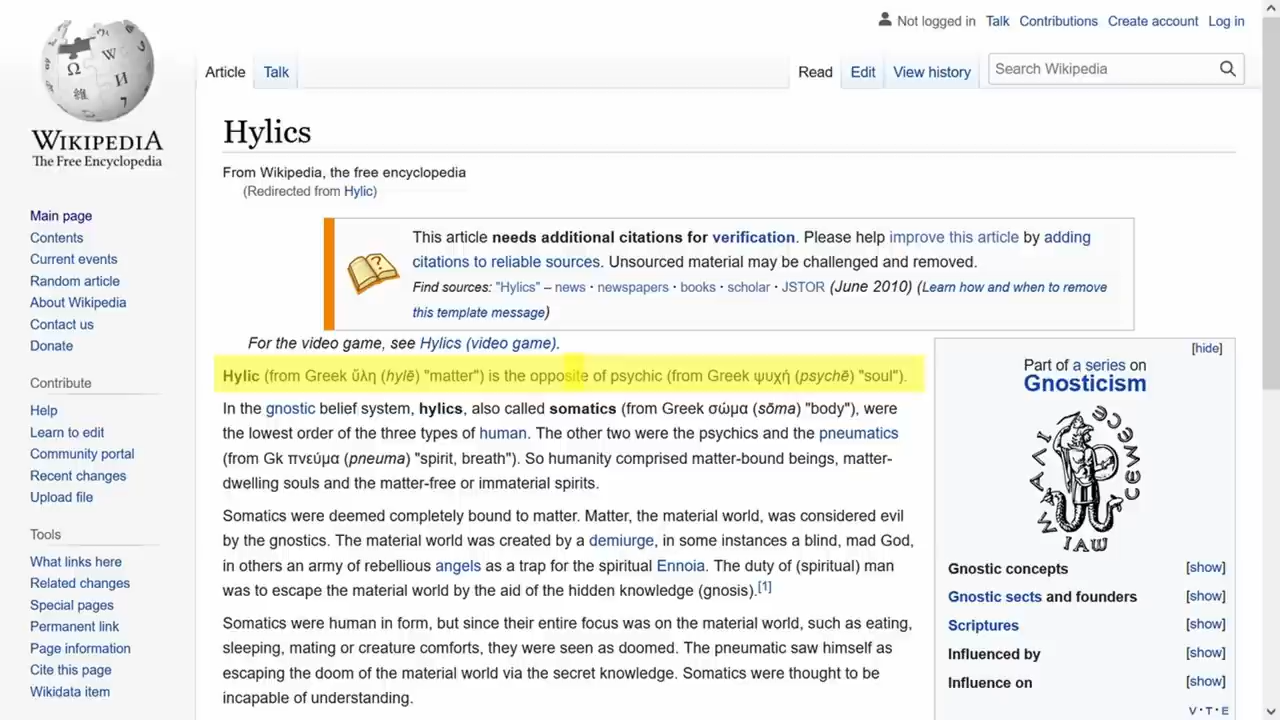 Not logged in Talk Contributions Create account Log in
Article Talk Read Edit View history Search Wikipedia
Ω W И 維 7
WIKIPEDIA
The Free Encyclopedia
Main page
Contents
Current events
Random article
About Wikipedia
Contact us
Donate
Contribute
Help
Learn to edit
Community portal
Recent changes
Upload file
Tools
What links here
Related changes
Special pages
Permanent link
Page information
Cite this page
Wikidata item
Hylics
From Wikipedia, the free encyclopedia
(Redirected from Hylic)
?
This article needs additional citations for verification. Please help improve this article by adding
citations to reliable sources. Unsourced material may be challenged and removed.
Find sources: "Hylics" – news · newspapers · books · scholar · JSTOR (June 2010) (Learn how and when to remove
this template message)
For the video game, see Hylics (video game).
Hylic (from Greek ὕλη (hylē) "matter") is the opposite of psychic (from Greek ψυχή (psychē) "soul").
In the gnostic belief system, hylics, also called somatics (from Greek σώμα (sōma) "body"), were
the lowest order of the three types of human. The other two were the psychics and the pneumatics
(from Gk πνεύμα (pneuma) "spirit, breath"). So humanity comprised matter-bound beings, matter-
dwelling souls and the matter-free or immaterial spirits.
Somatics were deemed completely bound to matter. Matter, the material world, was considered evil
by the gnostics. The material world was created by a demiurge, in some instances a blind, mad God,
in others an army of rebellious angels as a trap for the spiritual Ennoia. The duty of (spiritual) man
was to escape the material world by the aid of the hidden knowledge (gnosis).[1]
Somatics were human in form, but since their entire focus was on the material world, such as eating,
sleeping, mating or creature comforts, they were seen as doomed. The pneumatic saw himself as
escaping the doom of the material world via the secret knowledge. Somatics were thought to be
incapable of understanding.
[hide]
Part of a series on
Gnosticism
ΙΑW
Gnostic concepts [show]
Gnostic sects and founders [show]
Scriptures [show]
Influenced by [show]
Influence on [show]
V · T · E